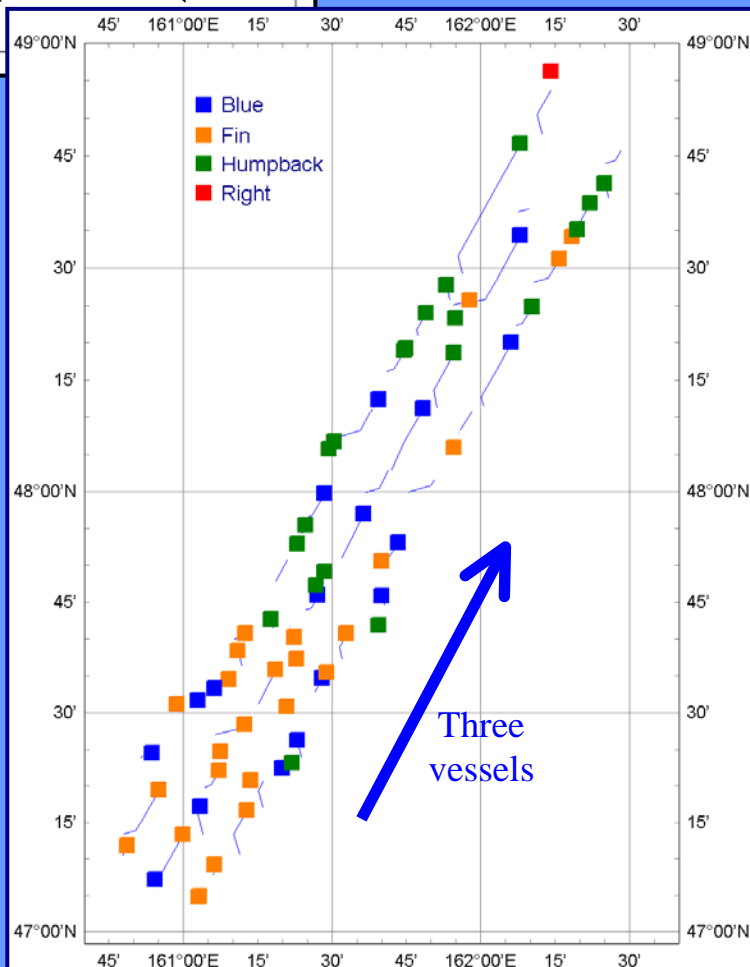 45' 161°00'E 15' 30' 45' 162°00'E 15' 30'
49°00'N 49°00'N
Blue
Fin
Humpback
Right
45' 45'
30' 30'
15' 15'
48°00'N 48°00'N
45' 45'
30' 30'
Three
vessels
15' 15'
47°00'N 47°00'N
45' 161°00'E 15' 30' 45' 162°00'E 15' 30'